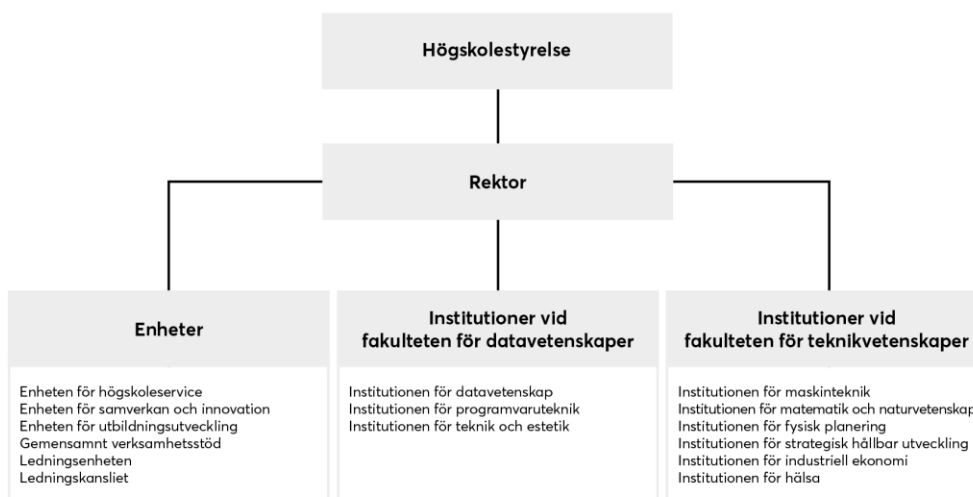 Högskolestyrelse
Rektor
Enheter
Enheten för högskoleservice
Enheten för samverkan och innovation
Enheten för utbildningsutveckling
Gemensamnt verksamhetsstöd
Ledningsenheten
Ledningskansliet
Institutioner vid
fakulteten för datavetenskaper
Institutionen för datavetenskap
Institutionen för programvaruteknik
Institutionen för teknik och estetik
Institutioner vid
fakulteten för teknikvetenskaper
Institutionen för maskinteknik
Institutionen för matematik och naturvetenskap
Institutionen för fysisk planering
Institutionen för strategisk hållbar utveckling
Institutionen för industriell ekonomi
Institutionen för hälsa